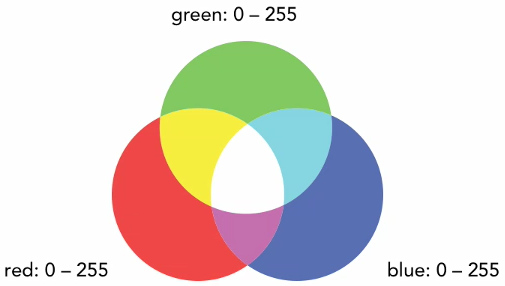 green: 0 – 255
red: 0 – 255
blue: 0 – 255